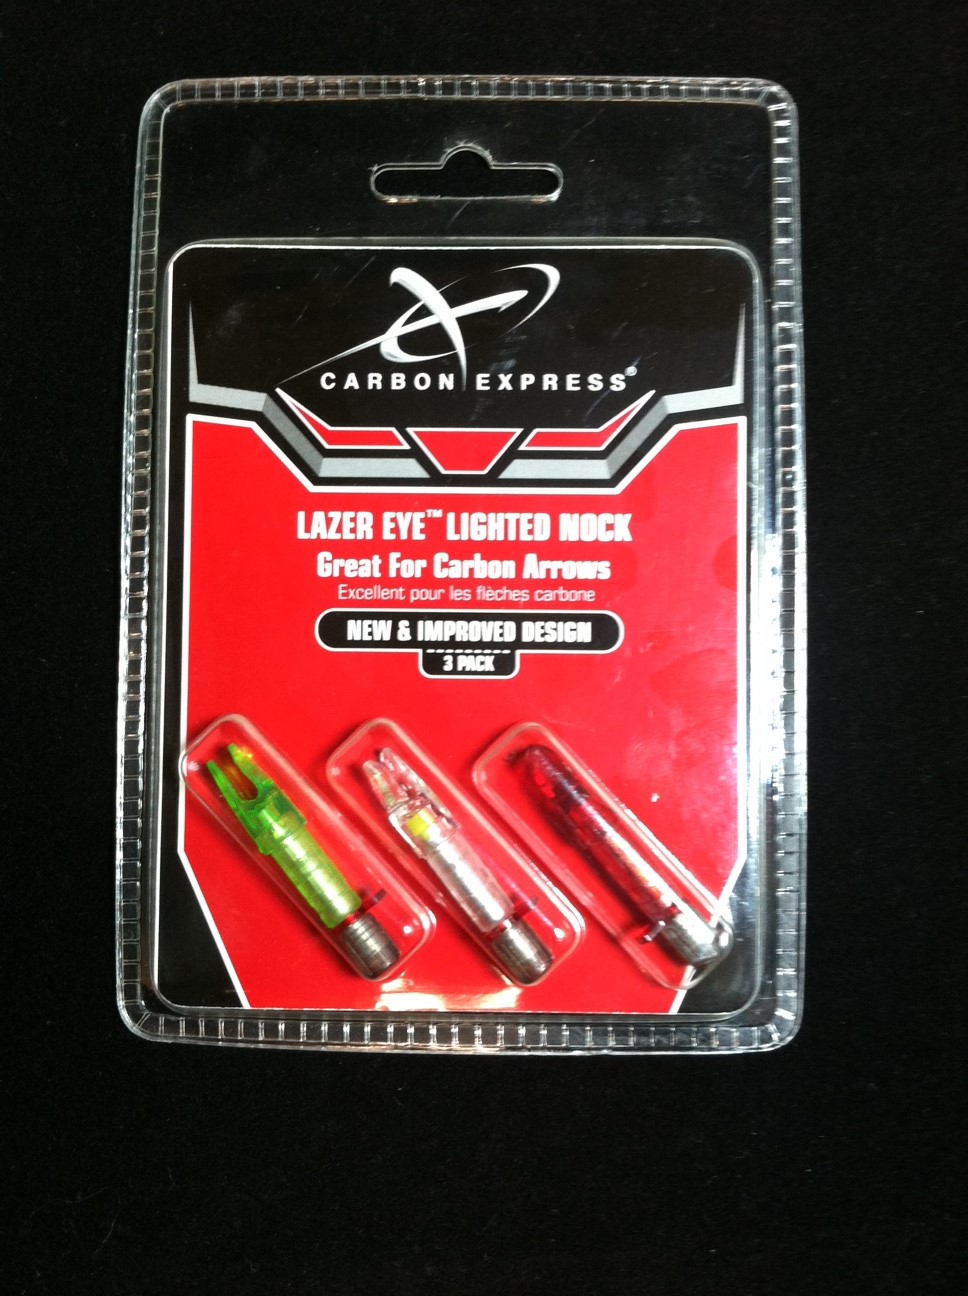 CARBON EXPRESS®
LAZER EYE™ LIGHTED NOCK
Great For Carbon Arrows
Excellent pour les flèches carbone
NEW & IMPROVED DESIGN
3 PACK